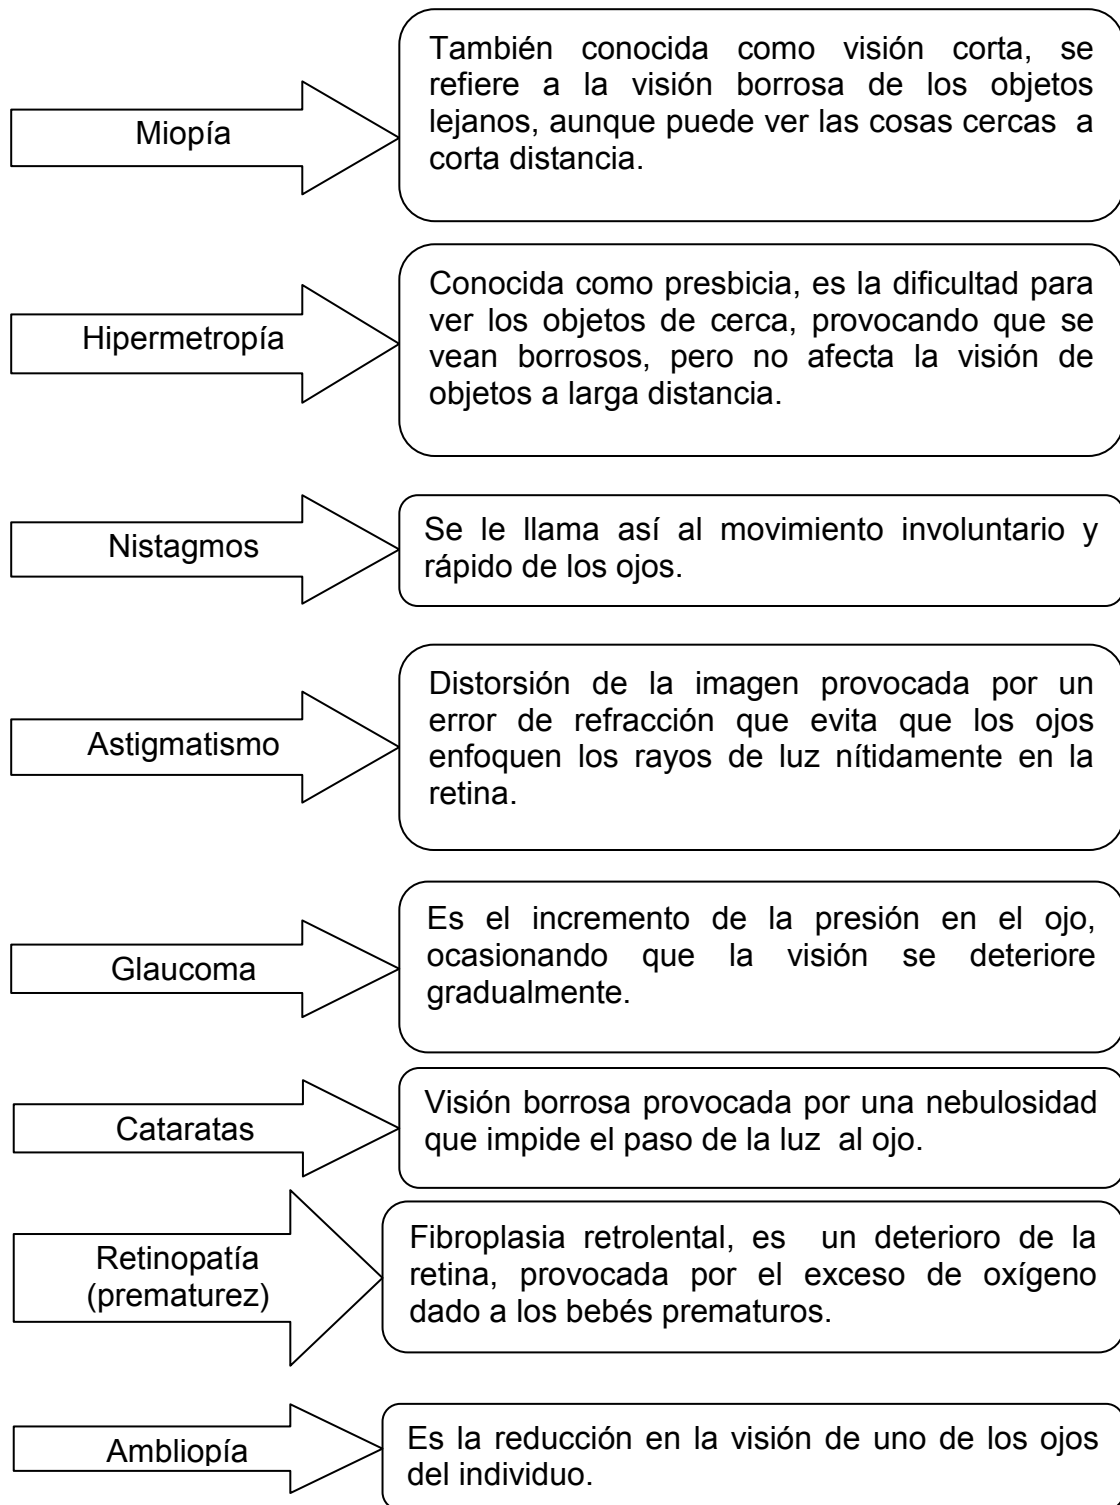 Miopía
También conocida como visión corta, se
refiere a la visión borrosa de los objetos
lejanos, aunque puede ver las cosas cercas a
corta distancia.
Hipermetropía
Conocida como presbicia, es la dificultad para
ver los objetos de cerca, provocando que se
vean borrosos, pero no afecta la visión de
objetos a larga distancia.
Nistagmos
Se le llama así al movimiento involuntario y
rápido de los ojos.
Astigmatismo
Distorsión de la imagen provocada por un
error de refracción que evita que los ojos
enfoquen los rayos de luz nítidamente en la
retina.
Glaucoma
Es el incremento de la presión en el ojo,
ocasionando que la visión se deteriore
gradualmente.
Cataratas
Visión borrosa provocada por una nebulosidad
que impide el paso de la luz al ojo.
Retinopatía
(prematurez)
Fibroplasia retrolental, es un deterioro de la
retina, provocada por el exceso de oxígeno
dado a los bebés prematuros.
Ambliopía
Es la reducción en la visión de uno de los ojos
del individuo.